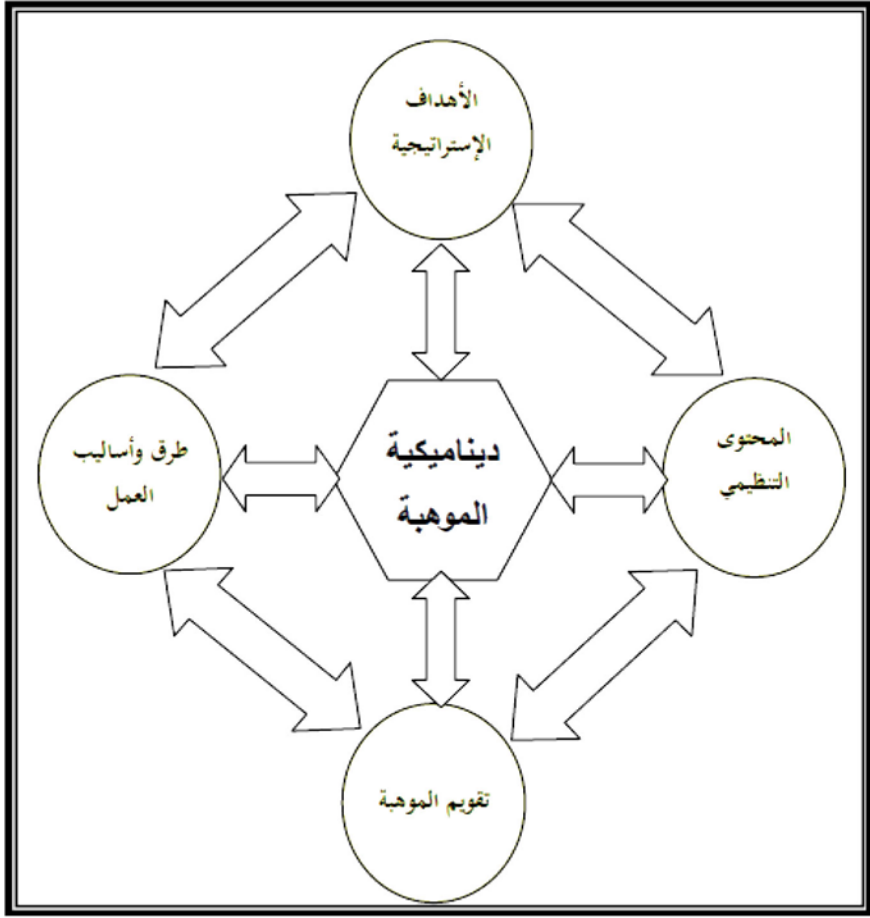 الأهداف
الإستراتيجية
المحتوى
التنظيمي
ديناميكية
الموهبة
طرق وأساليب
العمل
تقويم الموهبة